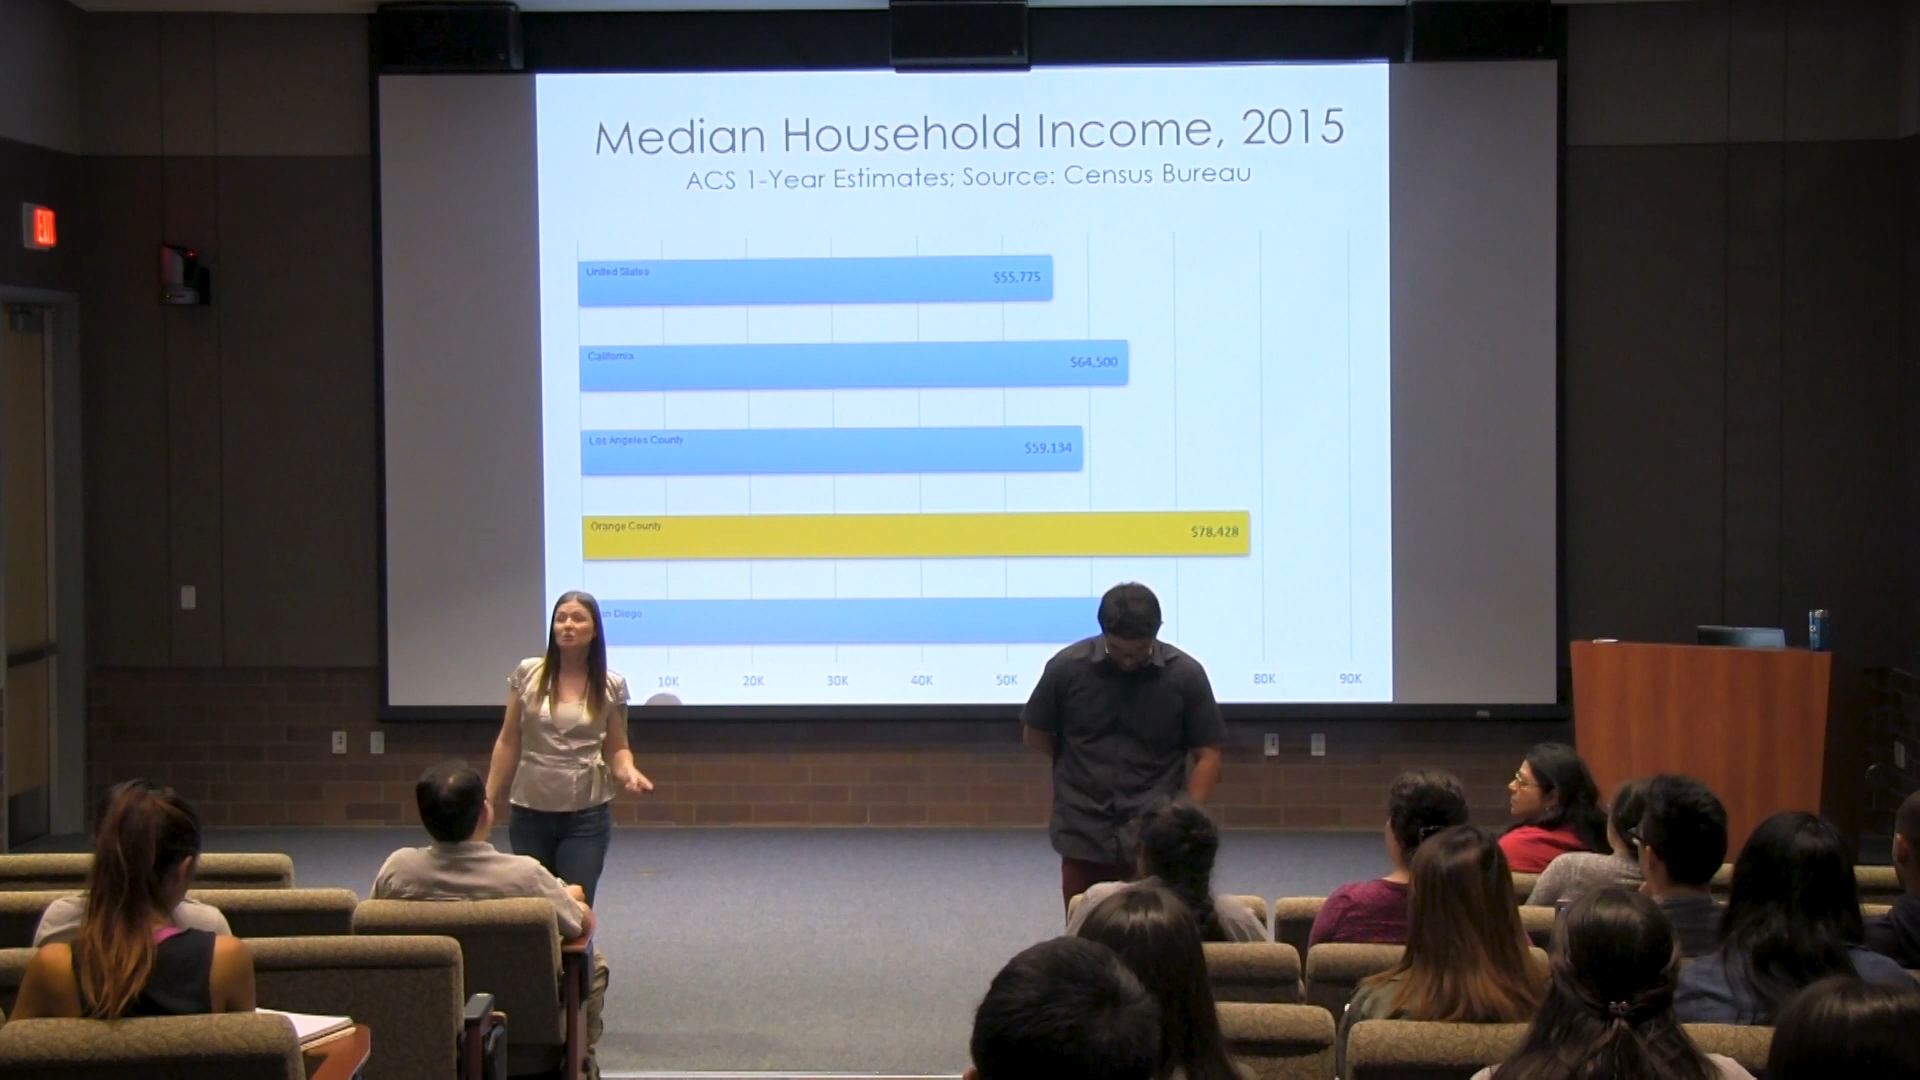 Median Household Income, 2015
ACS 1-Year Estimates; Source: Census Bureau
EXIT
United States $55,775
California $64,500
Los Angeles County $59,134
Orange County $78,428
Diego
10K 20K 30K 40K 50K 80K 90K